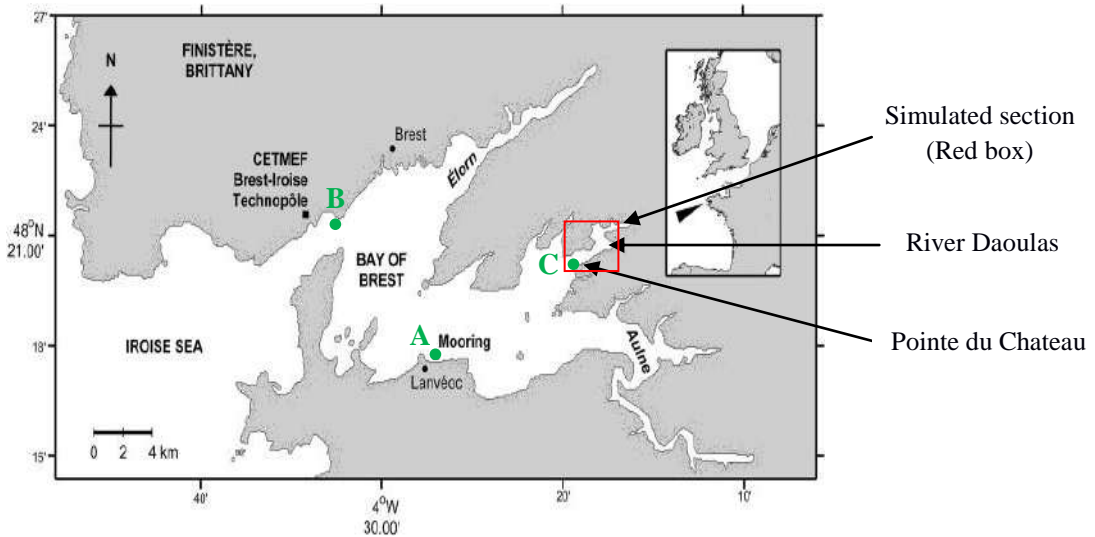 27'
FINISTÈRE,
BRITTANY
N
24'
Brest
CETMEF
Brest-Iroise
Technopôle
B
Élorn
48°N
21.00'
BAY OF
BREST
C
A
Mooring
IROISE SEA
18'
Lanvéoc
Aulne
0 2 4 km
15'
40'
4°W
30.00'
20'
10'
Simulated section
(Red box)
River Daoulas
Pointe du Chateau